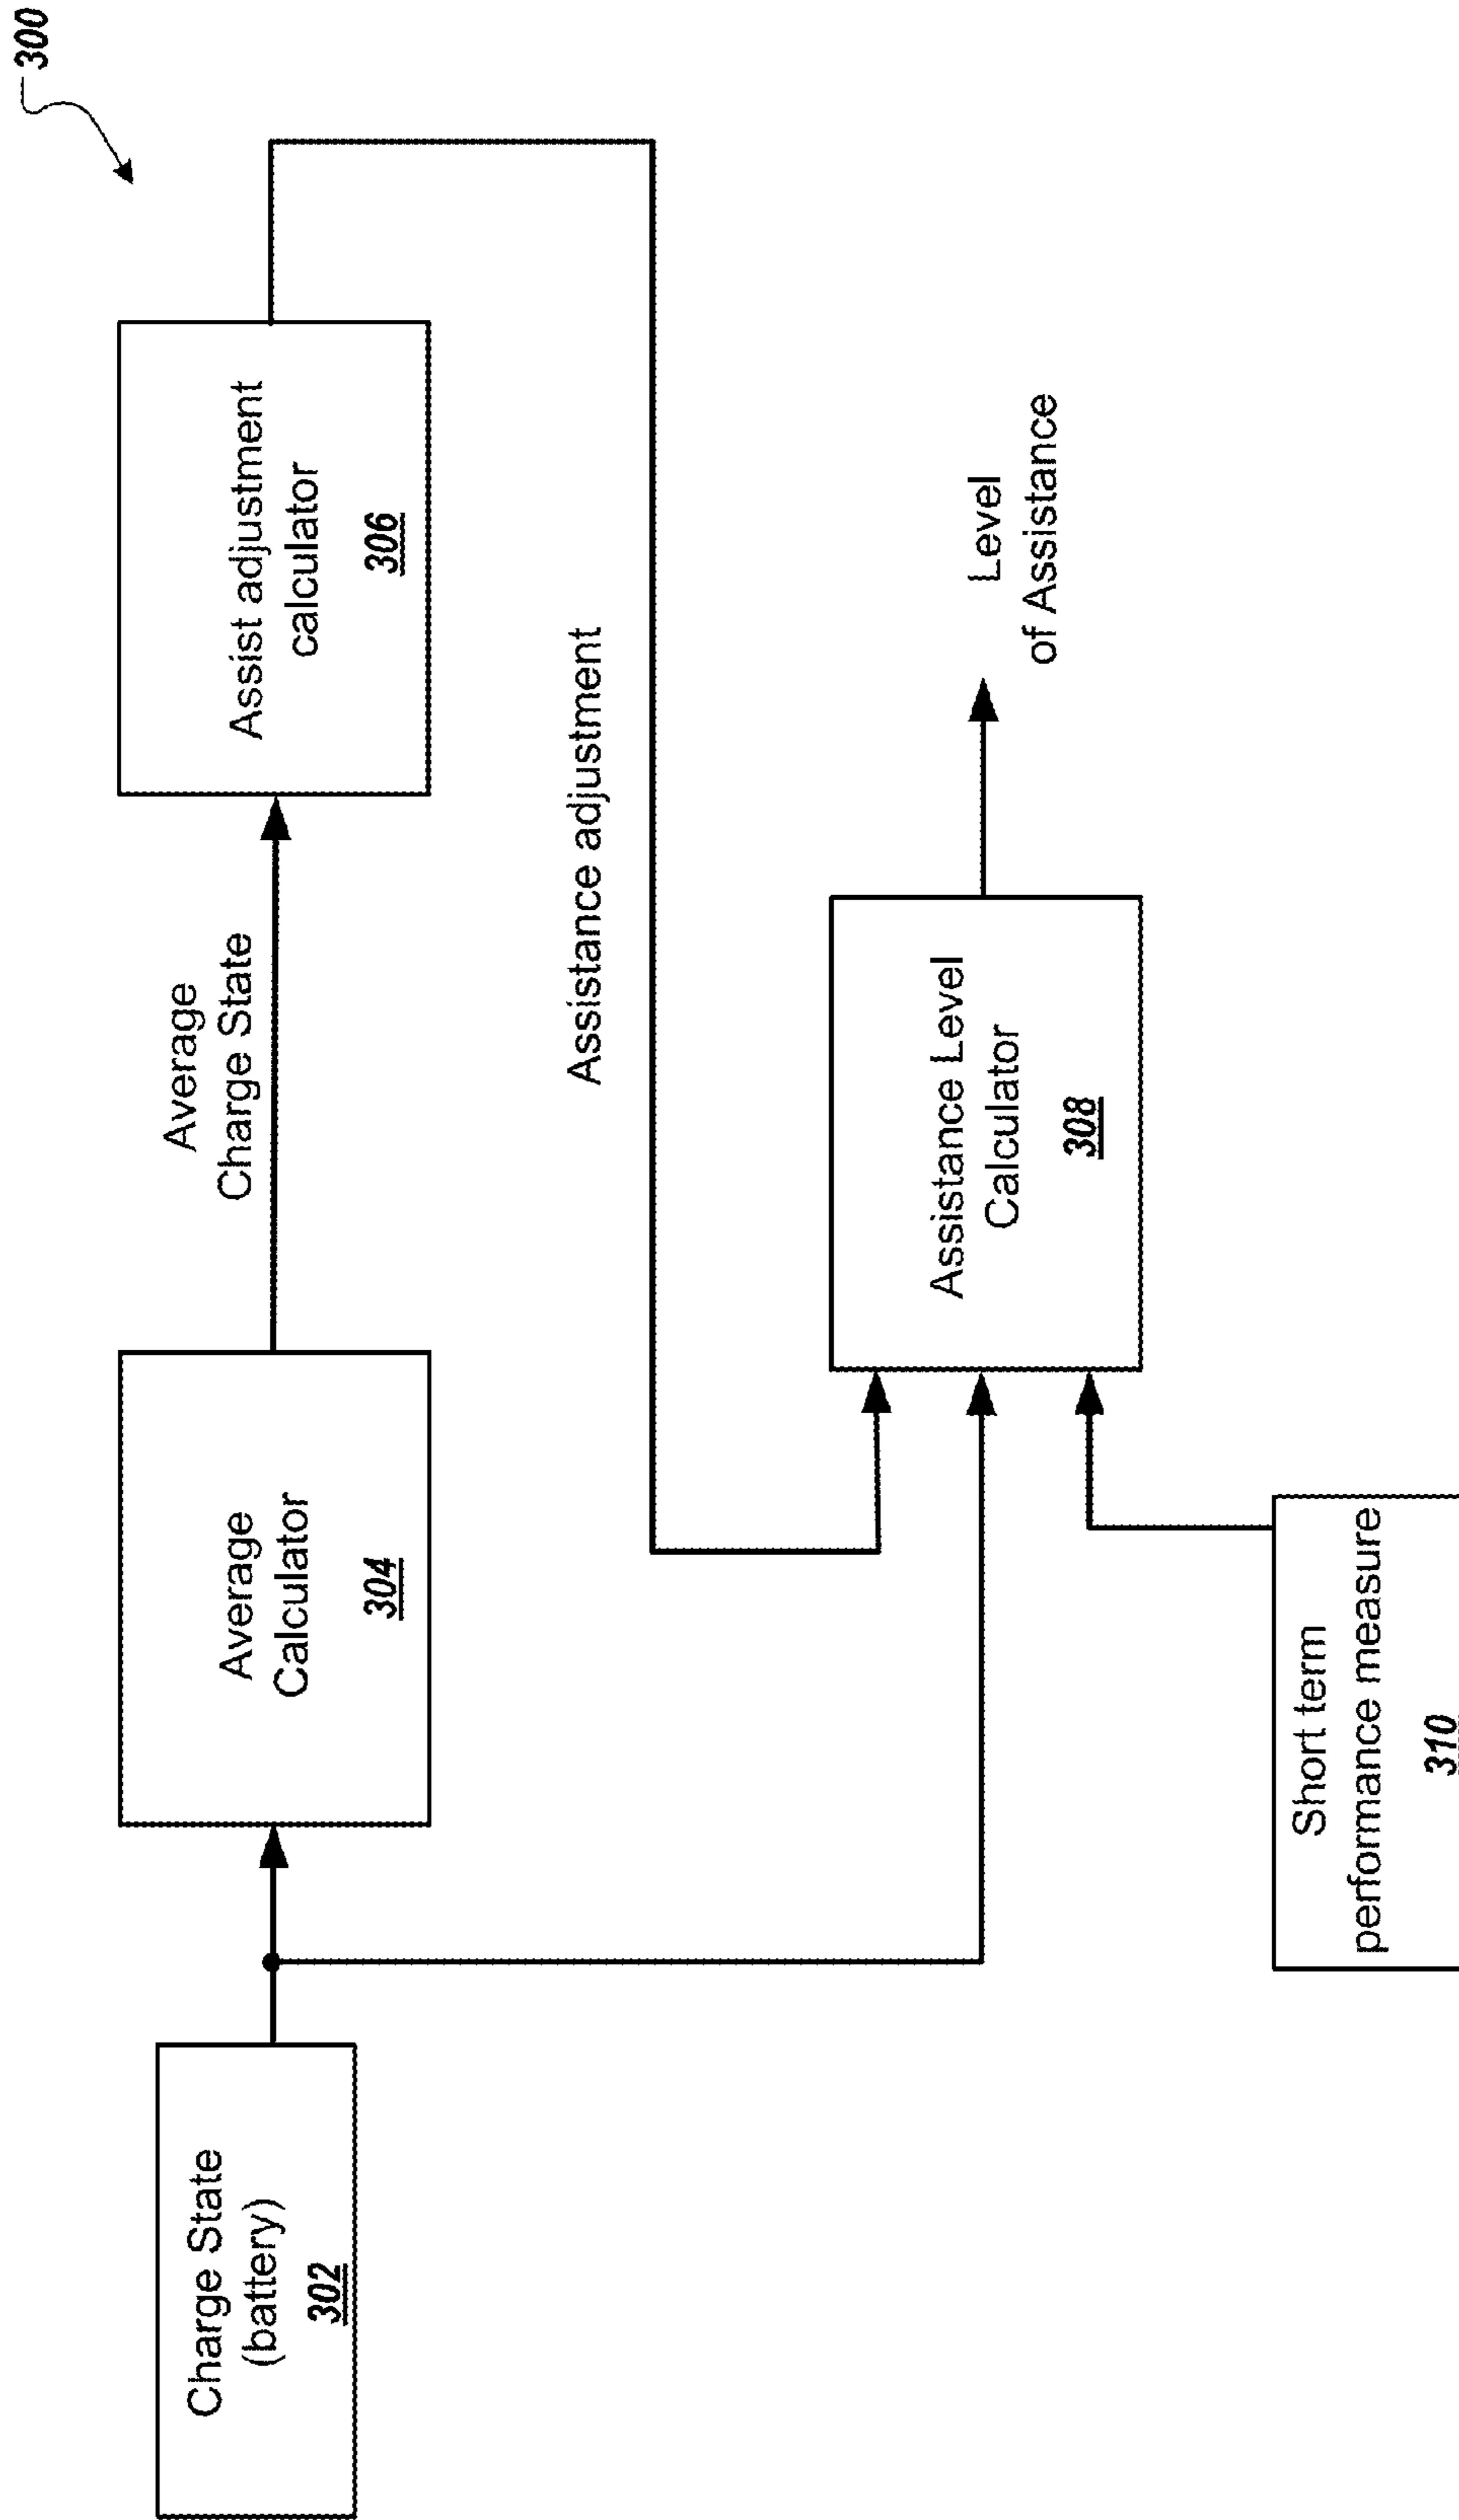 300
Charge State
(battery)
302
Average
Calculator
304
Average
Charge State
Assist adjustment
calculator
306
Assistance adjustment
Assistance Level
Calculator
308
Level
of Assistance
Short term
performance measure
310